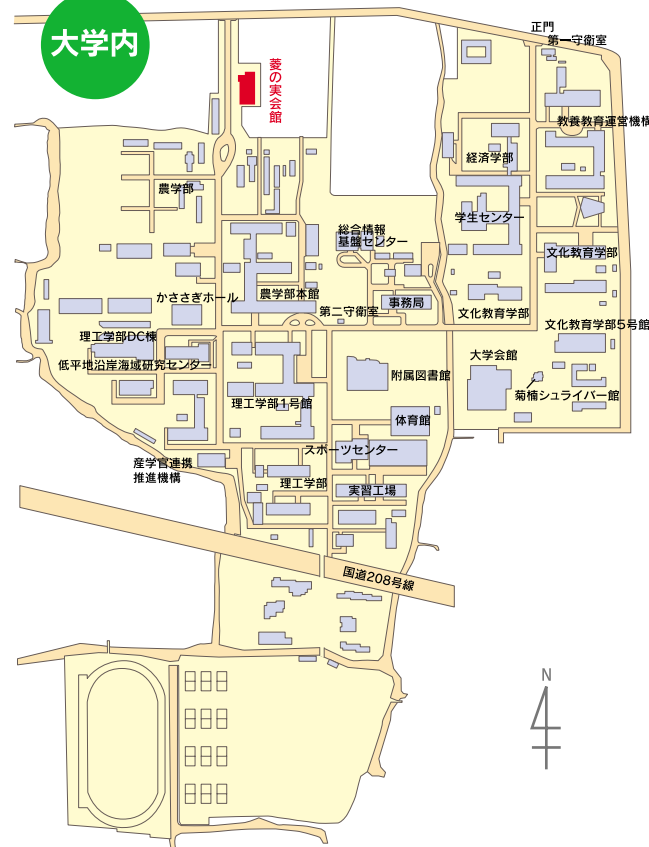 大学内
正門
第一守衛室
菱の実会館
教養教育運営機構
経済学部
農学部
学生センター
総合情報
基盤センター
文化教育学部
かささぎホール
農学部本館
事務局
第二守衛室
文化教育学部
文化教育学部5号館
理工学部DC棟
大学会館
低平地沿岸海域研究センター
附属図書館
菊楠シュライバー館
理工学部1号館
体育館
スポーツセンター
産学官連携
推進機構
理工学部
実習工場
国道208号線
N